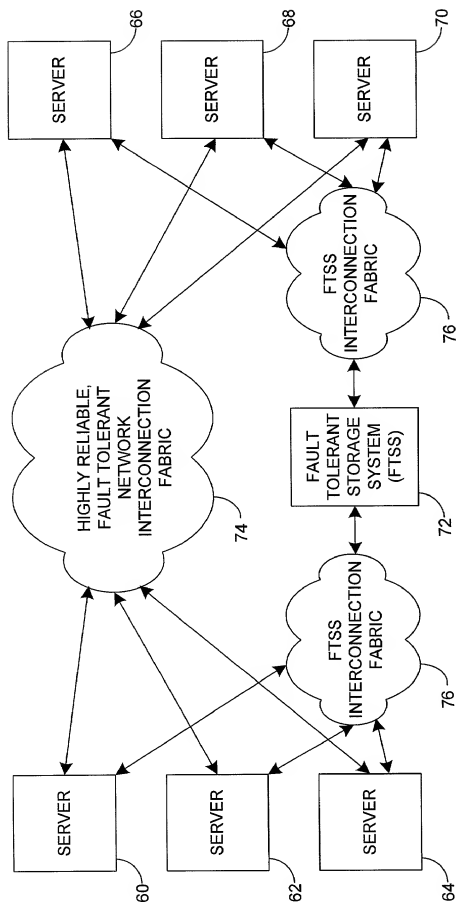 SERVER
60
SERVER
62
SERVER
64
HIGHLY RELIABLE,
FAULT TOLERANT
NETWORK
INTERCONNECTION
FABRIC
74
FTSS
INTERCONNECTION
FABRIC
76
FAULT
TOLERANT
STORAGE
SYSTEM
(FTSS)
72
FTSS
INTERCONNECTION
FABRIC
76
SERVER
66
SERVER
68
SERVER
70